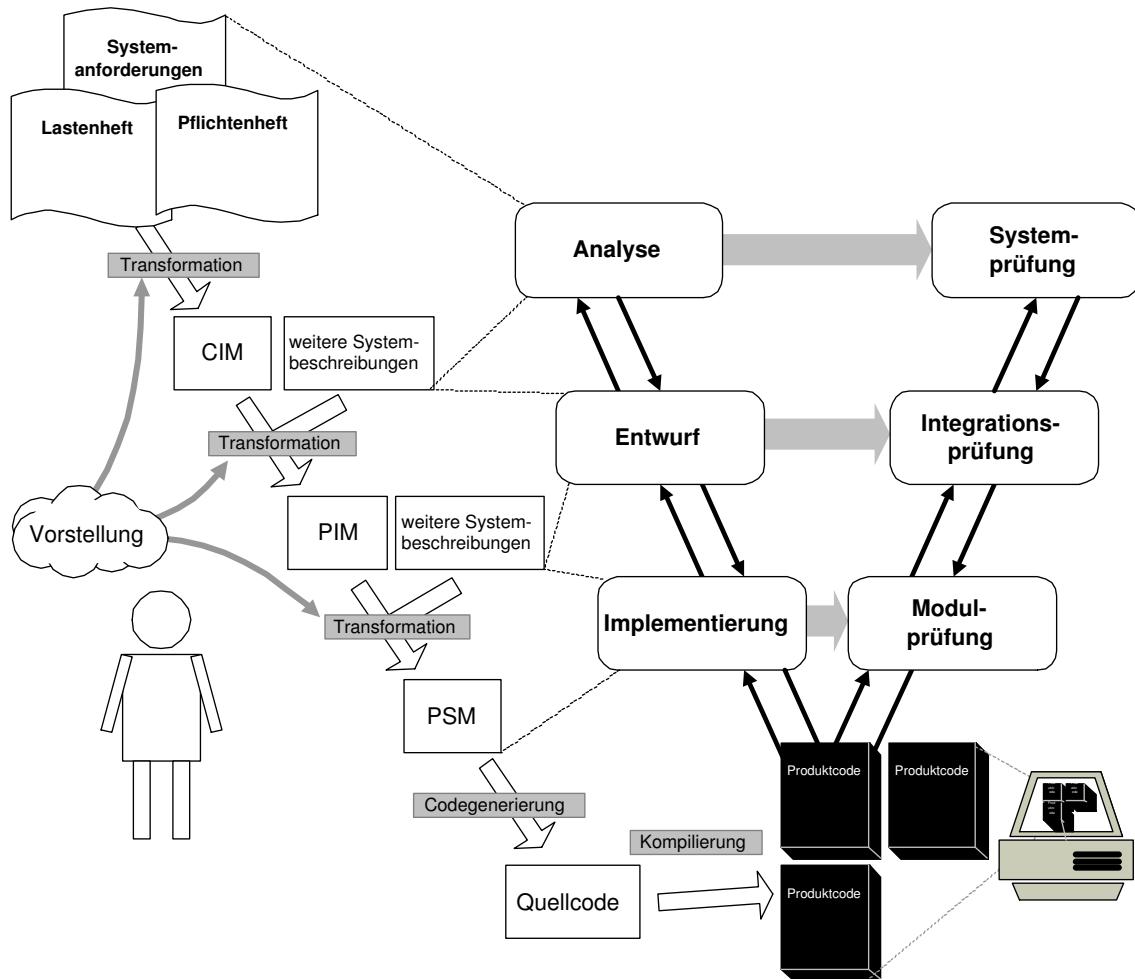 System-
anforderungen
Lastenheft
Pflichtenheft
Transformation
CIM
weitere System-
beschreibungen
Transformation
PIM
weitere System-
beschreibungen
Vorstellung
Transformation
PSM
Codegenerierung
Quellcode
Kompilierung
Analyse
System-
prüfung
Entwurf
Integrations-
prüfung
Implementierung
Modul-
prüfung
Produktcode
Produktcode
Produktcode